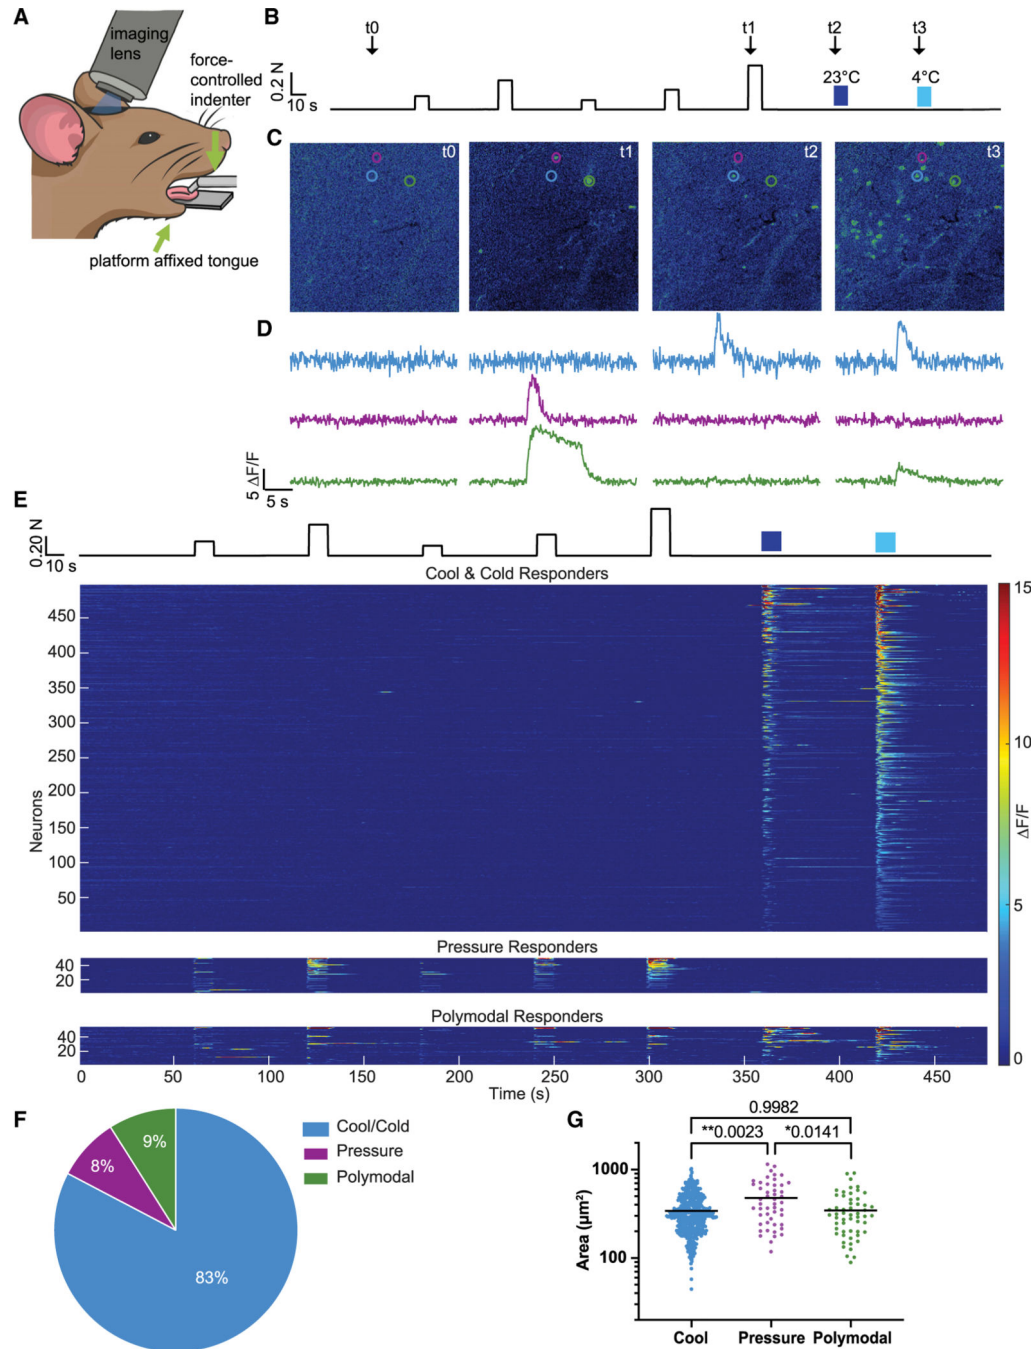 A
imaging
lens
force-
controlled
indenter
platform affixed tongue
B
t0
t1
t2
t3
0.2 N
10 s
23°C
4°C
C
t0
t1
t2
t3
D
5 ΔF/F
5 s
E
0.20 N
10 s
Cool & Cold Responders
Neurons
450
400
350
300
250
200
150
100
50
Pressure Responders
40
20
Polymodal Responders
40
20
0
50
100
150
200
250
300
350
400
450
Time (s)
15
10
5
0
ΔF/F
F
9%
8%
83%
Cool/Cold
Pressure
Polymodal
G
0.9982
**0.0023
*0.0141
Area (µm²)
1000
100
Cool
Pressure
Polymodal